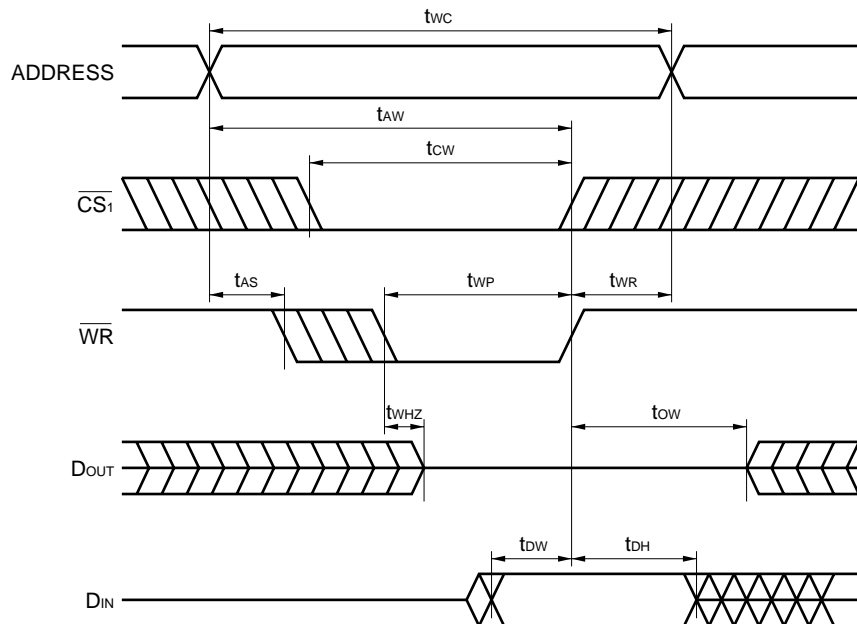 tWC
ADDRESS
tAW
tCW
CS1
tAS
tWP
tWR
WR
tWHZ
tOW
DOUT
tDW
tDH
DIN